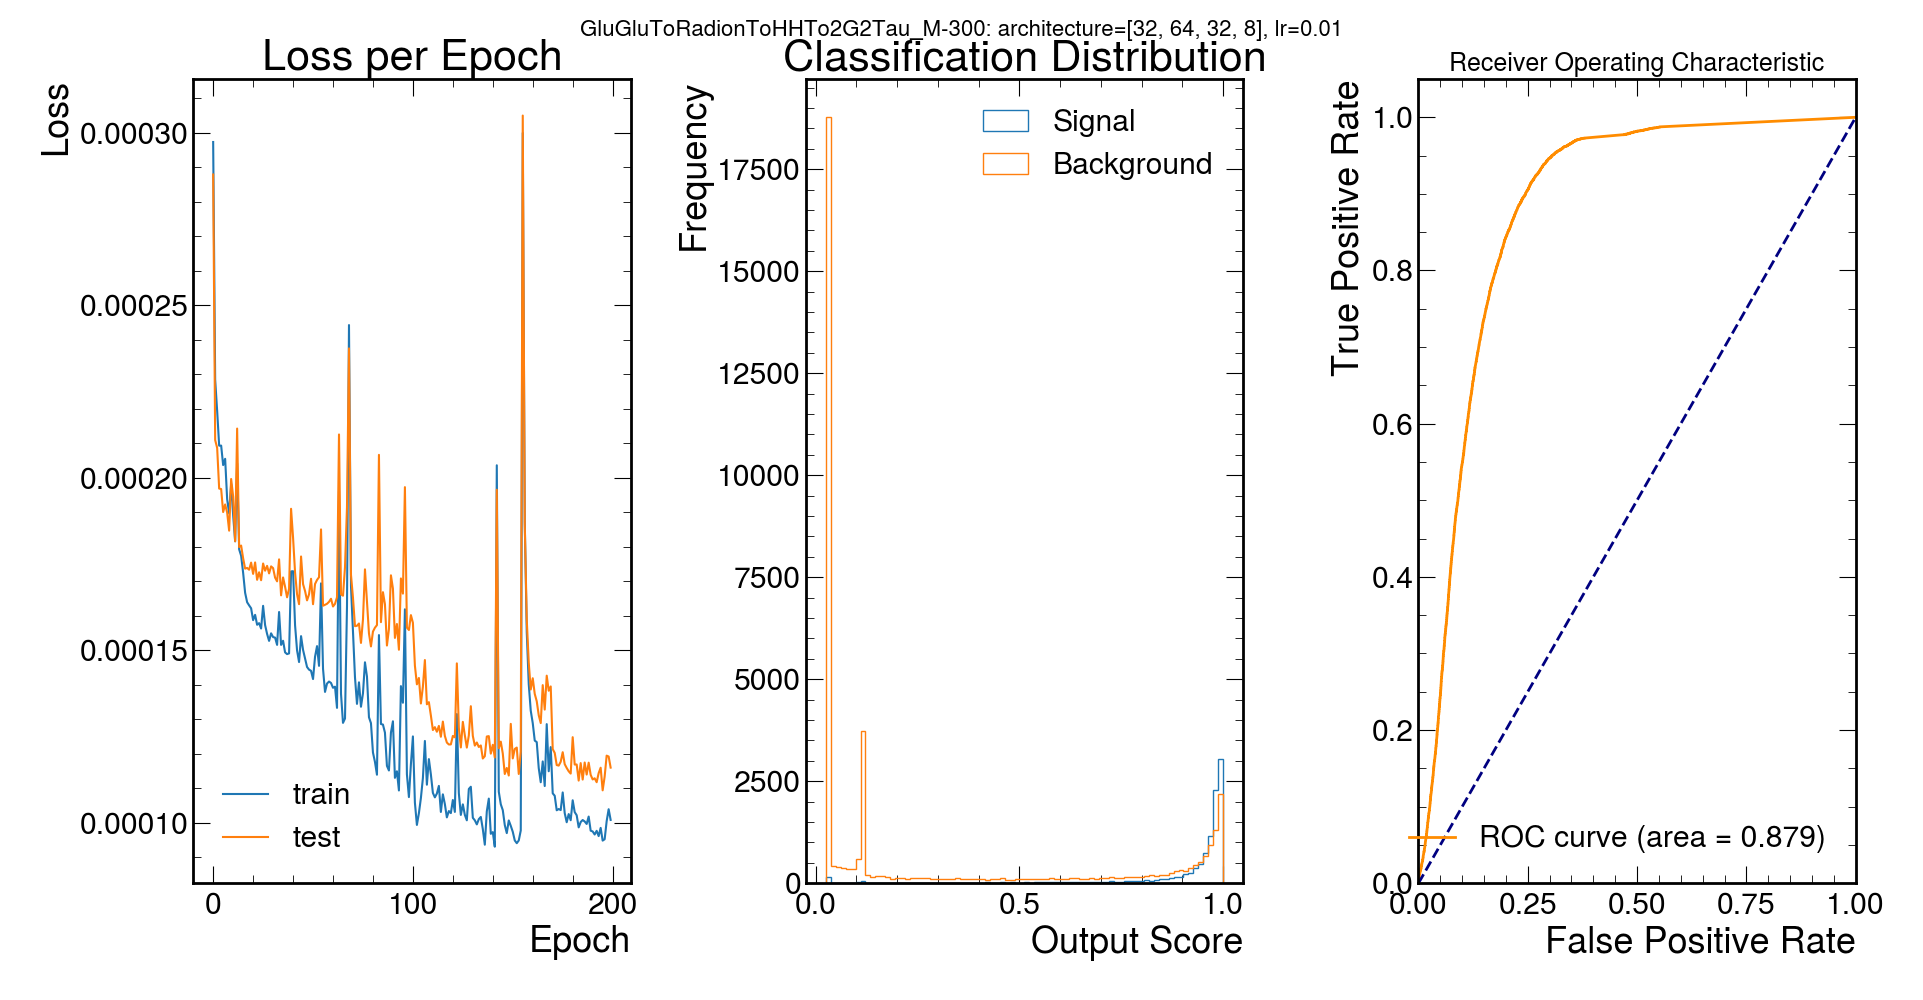 GluGluToRadionToHHTo2G2Tau_M-300: architecture=[32, 64, 32, 8], lr=0.01
Loss per Epoch
Loss
0.00030
0.00025
0.00020
0.00015
0.00010
train
test
0
100
200
Epoch
Classification Distribution
Frequency
17500
15000
12500
10000
7500
5000
2500
0
Signal
Background
0.0
0.5
1.0
Output Score
Receiver Operating Characteristic
True Positive Rate
1.0
0.8
0.6
0.4
0.2
0.0
ROC curve (area = 0.879)
0.00
0.25
0.50
0.75
1.00
False Positive Rate